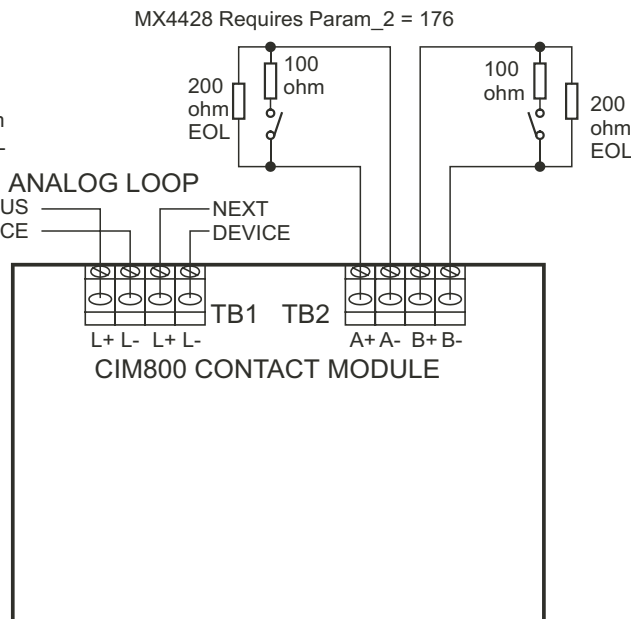 MX4428 Requires Param_2 = 176
200
ohm
EOL
100
ohm
100
ohm
200
ohm
EOL
ANALOG LOOP
NEXT
DEVICE
TB1
TB2
L+ L- L+ L-
A+ A- B+ B-
CIM800 CONTACT MODULE